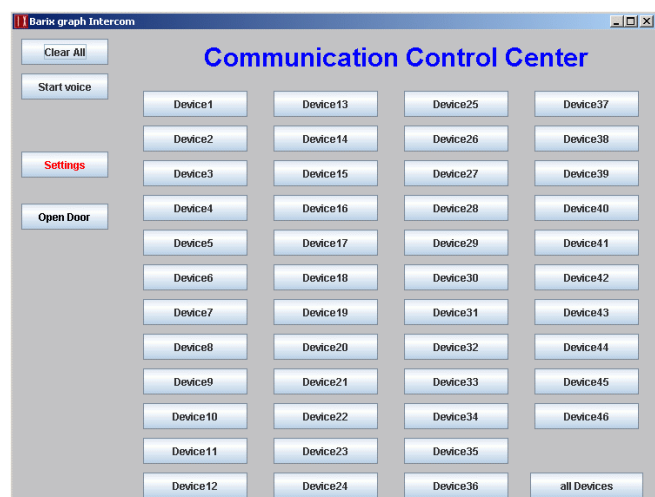 Barix graph Intercom
Clear All
Communication Control Center
Start voice
Device1 Device13 Device25 Device37
Device2 Device14 Device26 Device38
Settings
Device3 Device15 Device27 Device39
Open Door
Device4 Device16 Device28 Device40
Device5 Device17 Device29 Device41
Device6 Device18 Device30 Device42
Device7 Device19 Device31 Device43
Device8 Device20 Device32 Device44
Device9 Device21 Device33 Device45
Device10 Device22 Device34 Device46
Device11 Device23 Device35
Device12 Device24 Device36 all Devices